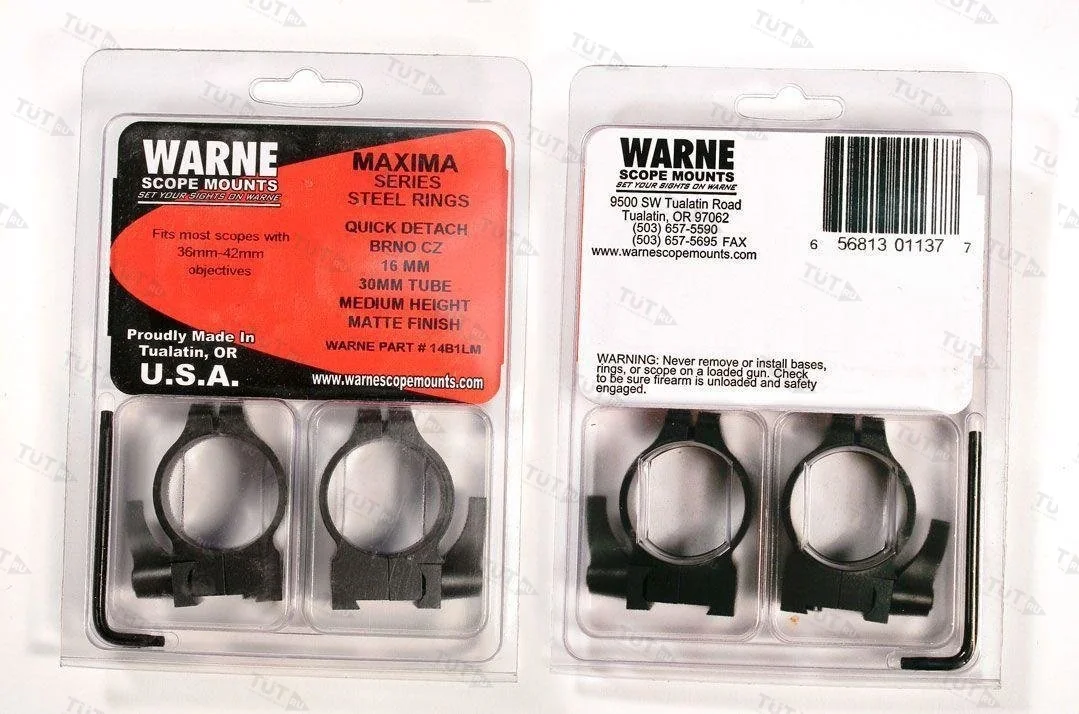 WARNE
SCOPE MOUNTS
SET YOUR SIGHTS ON WARNE
Fits most scopes with
36mm-42mm
objectives
Proudly Made In
Tualatin, OR
U.S.A.
MAXIMA
SERIES
STEEL RINGS
QUICK DETACH
BRNO CZ
16 MM
30MM TUBE
MEDIUM HEIGHT
MATTE FINISH
WARNE PART # 14B1LM
www.warnescopemounts.com
WARNE
SCOPE MOUNTS
SET YOUR SIGHTS ON WARNE
9500 SW Tualatin Road
Tualatin, OR 97062
(503) 657-5590
(503) 657-5695 FAX
www.warnescopemounts.com
6 56813 01137 7
WARNING: Never remove or install bases,
rings, or scope on a loaded gun. Check
to be sure firearm is unloaded and safety
engaged.
TUT.RU